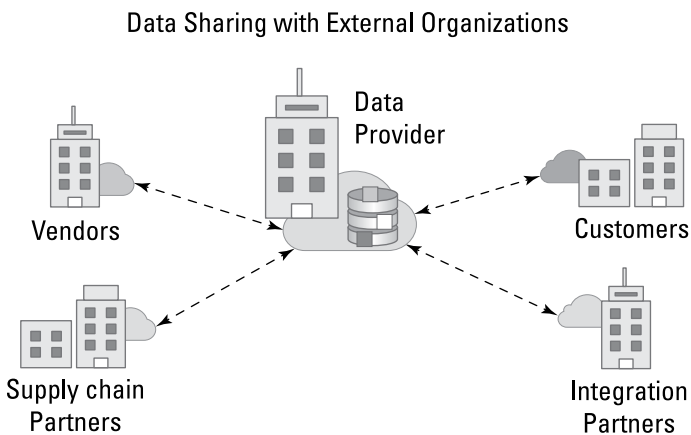 Data Sharing with External Organizations
Data
Provider
Vendors
Customers
Supply chain
Partners
Integration
Partners